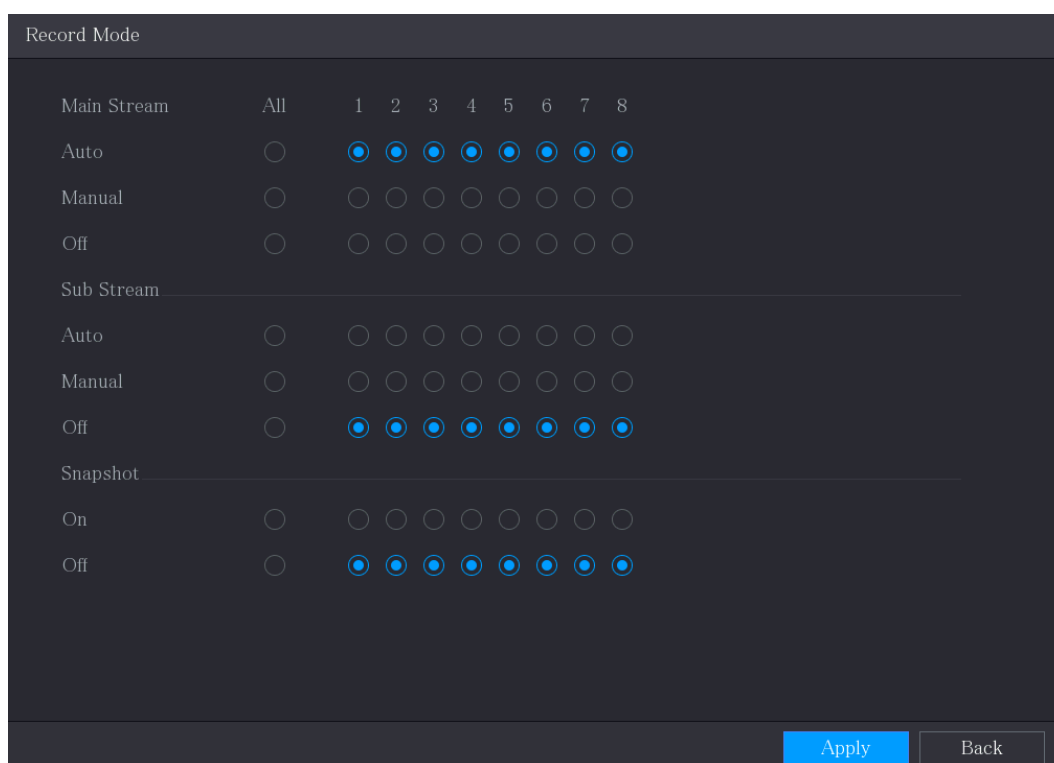 Record Mode
Main Stream All 1 2 3 4 5 6 7 8
Auto
Manual
Off
Sub Stream
Auto
Manual
Off
Snapshot
On
Off
Apply Back